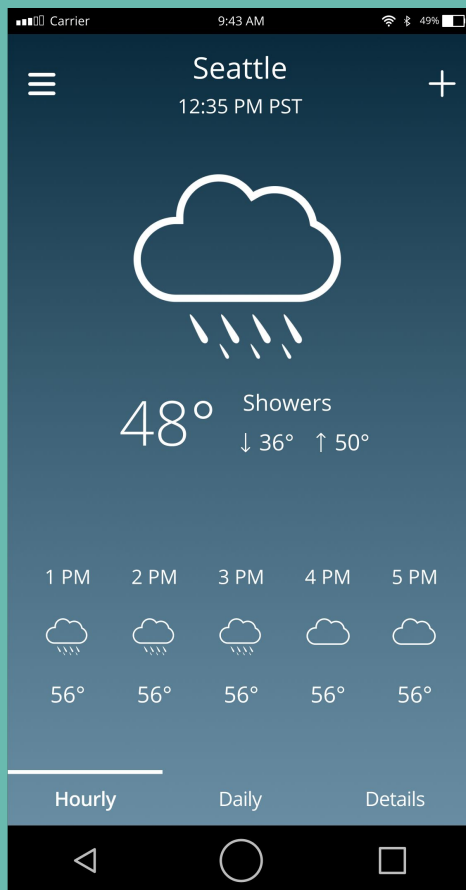 Carrier 9:43 AM 49%
Seattle
12:35 PM PST
48°
Showers
↓ 36° ↑ 50°
1 PM 2 PM 3 PM 4 PM 5 PM
56° 56° 56° 56° 56°
Hourly Daily Details